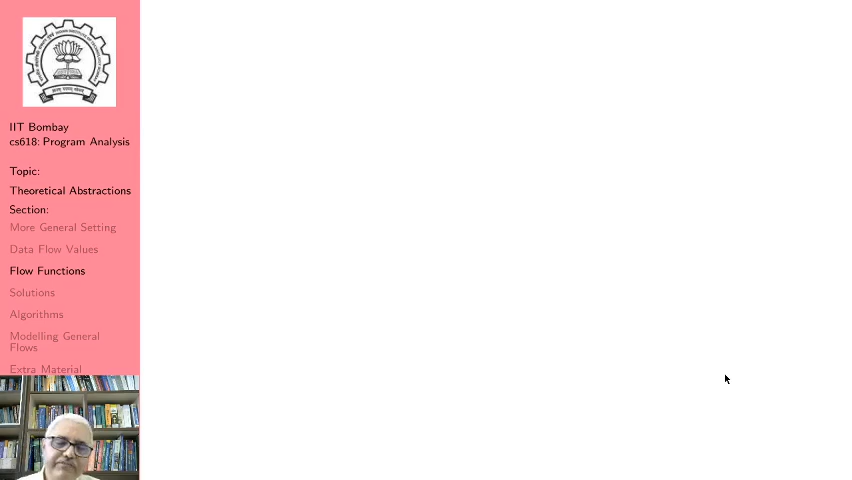 IIT Bombay
cs618: Program Analysis
Topic:
Theoretical Abstractions
Section:
More General Setting
Data Flow Values
Flow Functions
Solutions
Algorithms
Modelling General
Flows
Extra Material